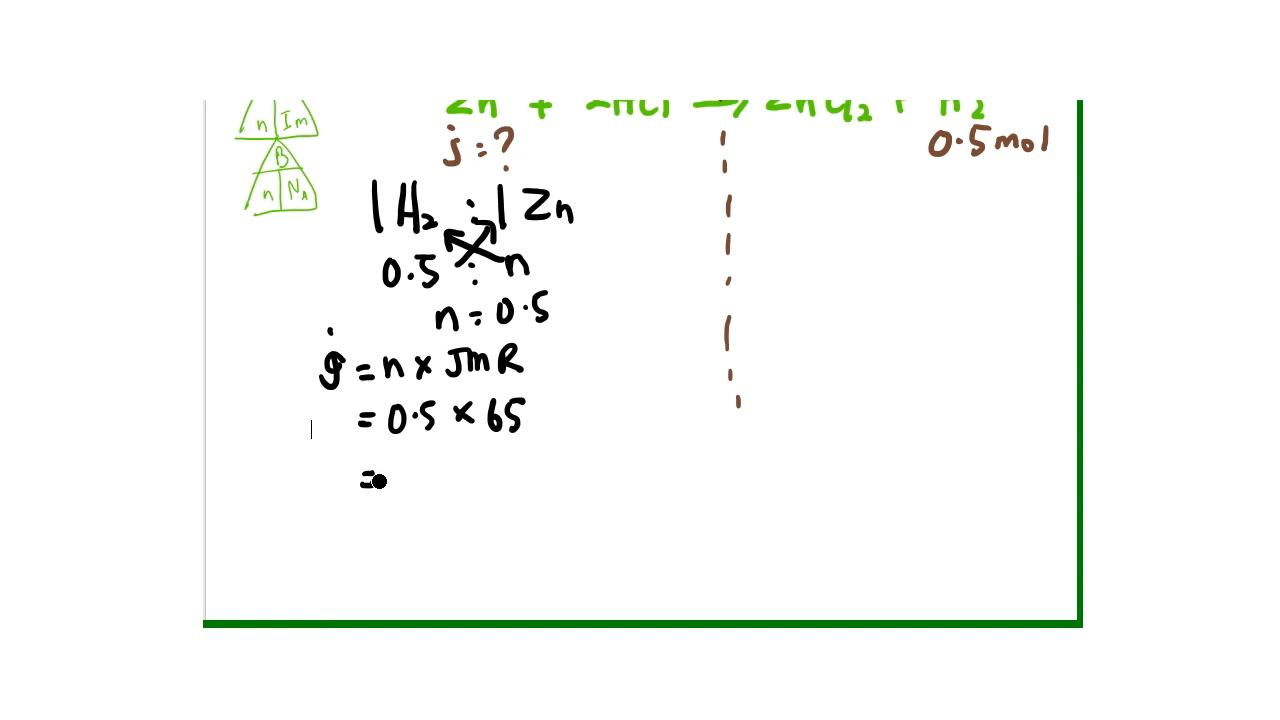 Zn + 2HCl → ZnCl₂ + H₂
n Im
j = ?
0.5 mol
B
n NA
1 H₂ : 1 Zn
0.5 : n
n = 0.5
g = n × JmR
= 0.5 × 65
=